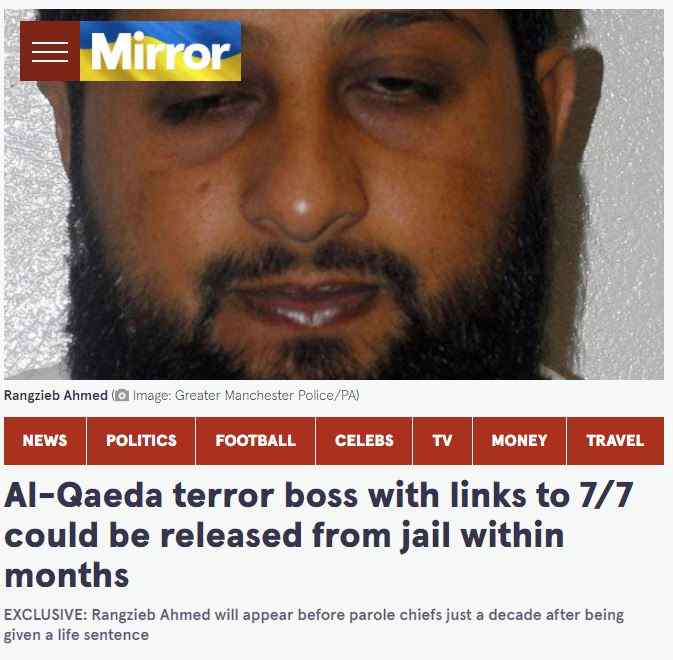 Mirror
Rangzieb Ahmed (Image: Greater Manchester Police/PA)
NEWS POLITICS FOOTBALL CELEBS TV MONEY TRAVEL
Al-Qaeda terror boss with links to 7/7
could be released from jail within
months
EXCLUSIVE: Rangzieb Ahmed will appear before parole chiefs just a decade after being
given a life sentence